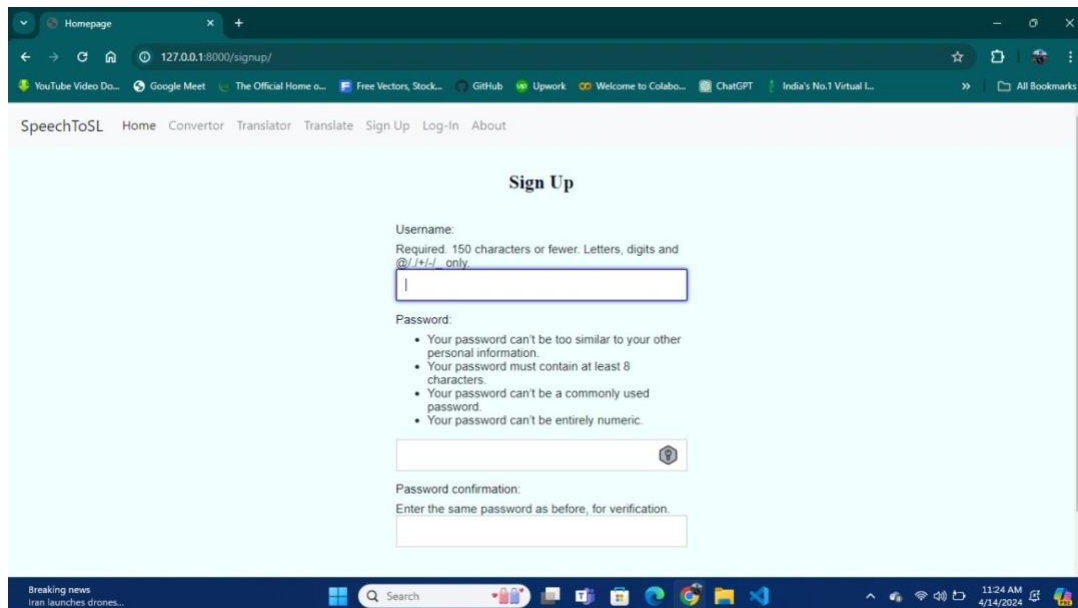 Homepage
127.0.0.1:8000/signup/
YouTube Video Do... Google Meet The Official Home o... Free Vectors, Stock... GitHub Upwork Welcome to Colabo... ChatGPT India's No.1 Virtual I... » All Bookmarks
SpeechToSL Home Convertor Translator Translate Sign Up Log-In About
Sign Up
Username:
Required. 150 characters or fewer. Letters, digits and
@/./+/-/_ only.
Password:
• Your password can't be too similar to your other
personal information.
• Your password must contain at least 8
characters.
• Your password can't be a commonly used
password.
• Your password can't be entirely numeric.
Password confirmation:
Enter the same password as before, for verification.
Breaking news
Iran launches drones...
Search
11:24 AM
4/14/2024